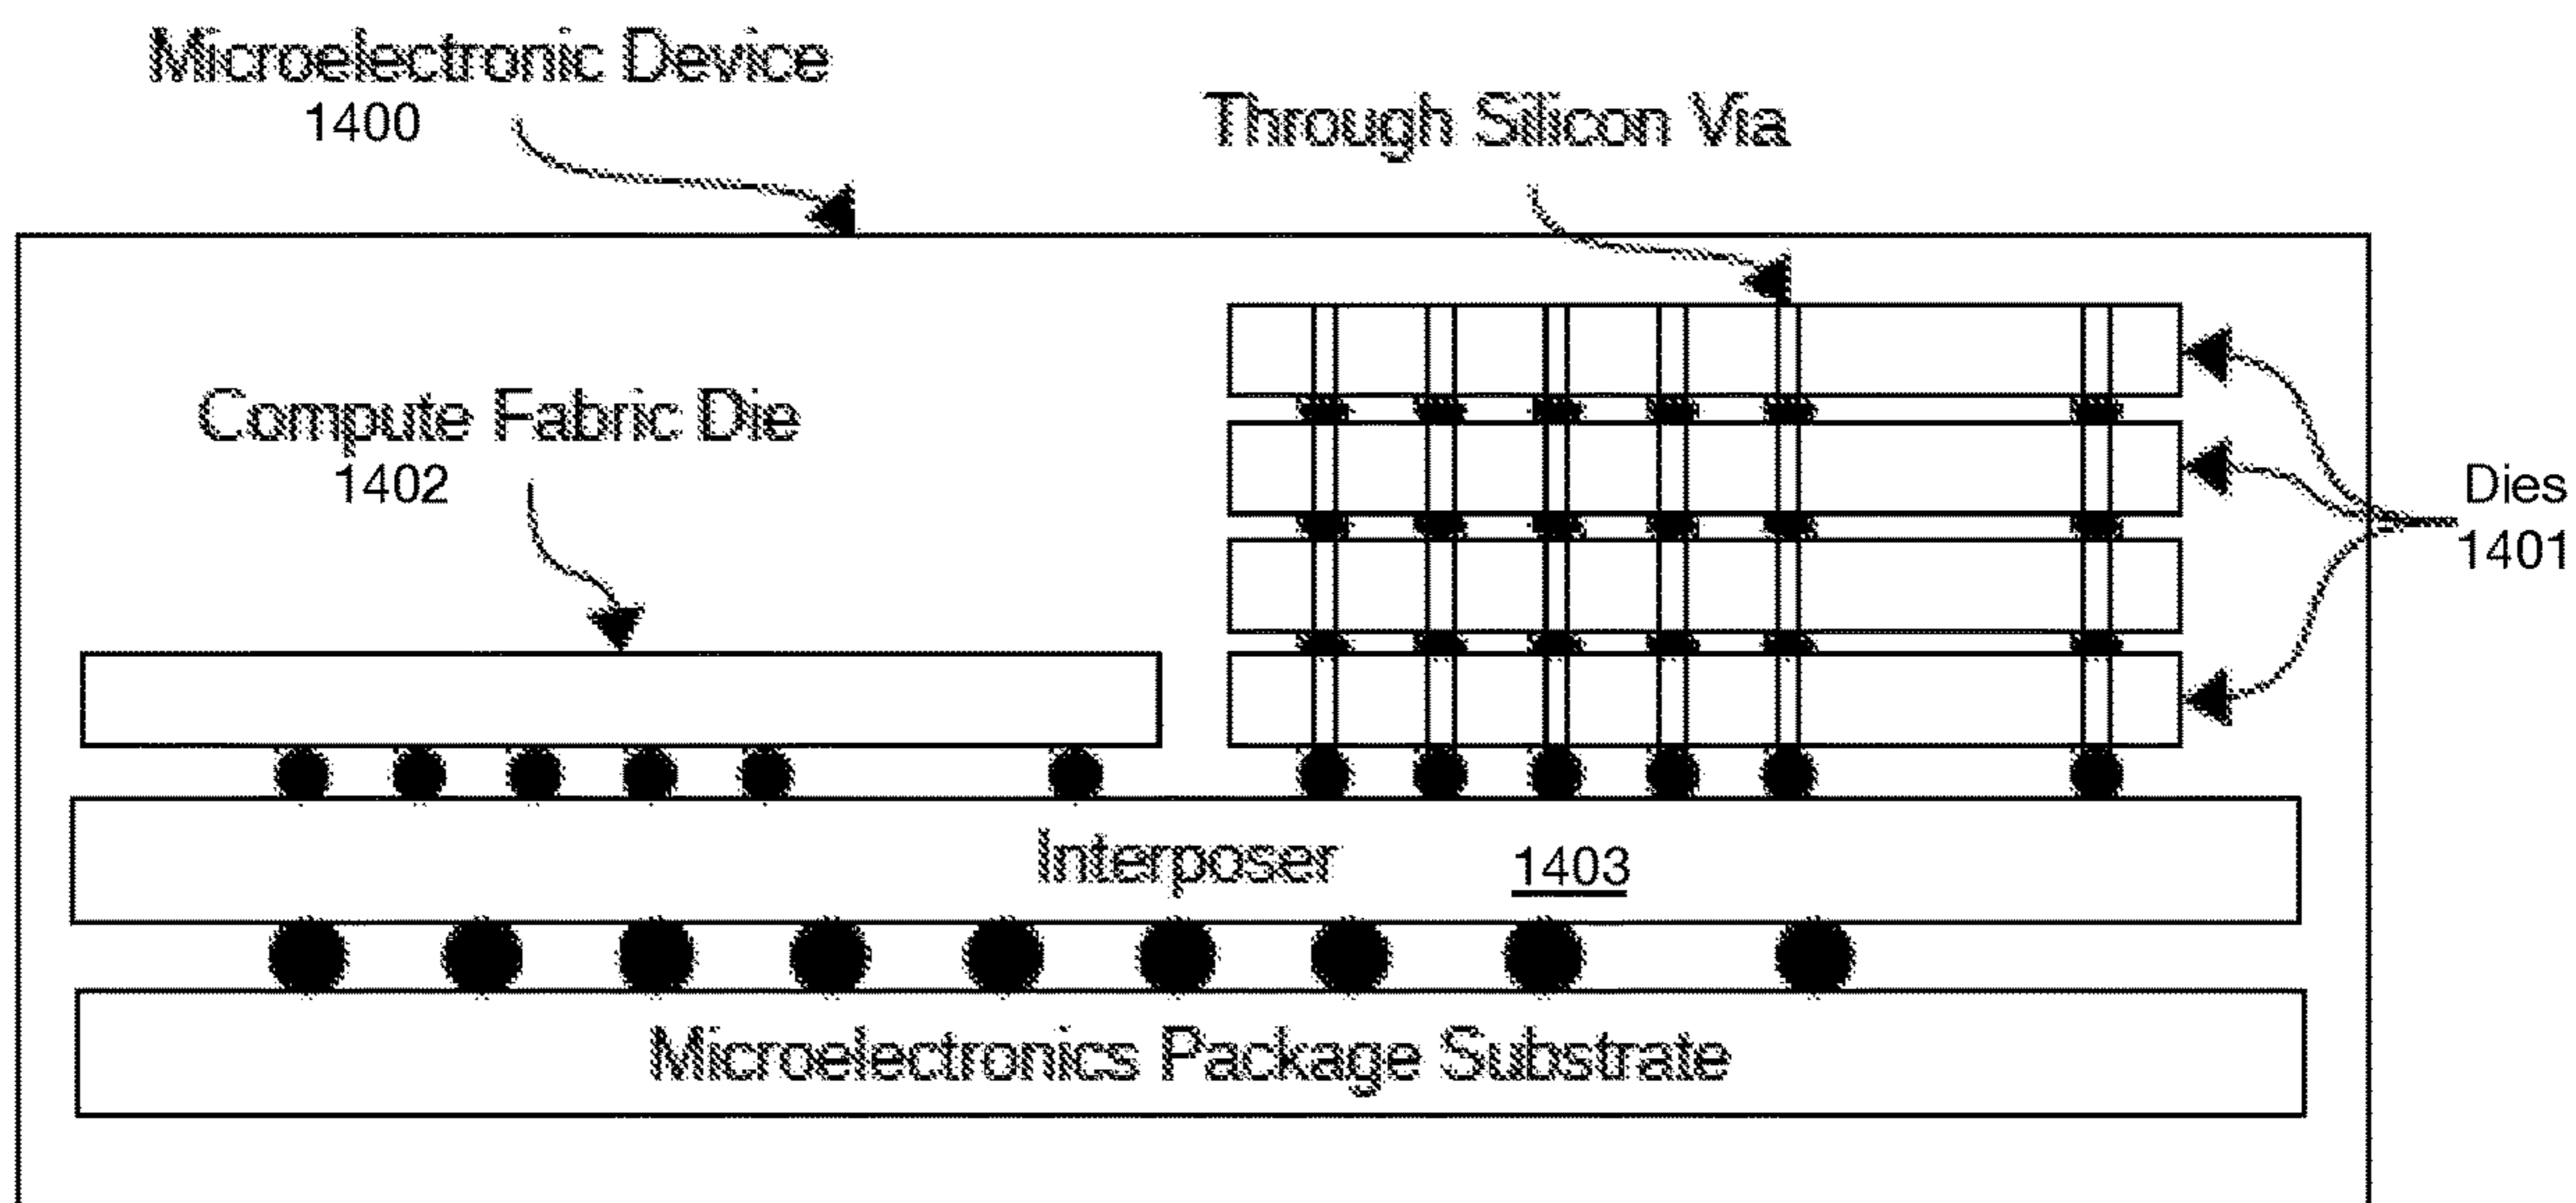 Microelectronic Device
1400
Through Silicon Via
Compute Fabric Die
1402
Dies
1401
Interposer 1403
Microelectronics Package Substrate